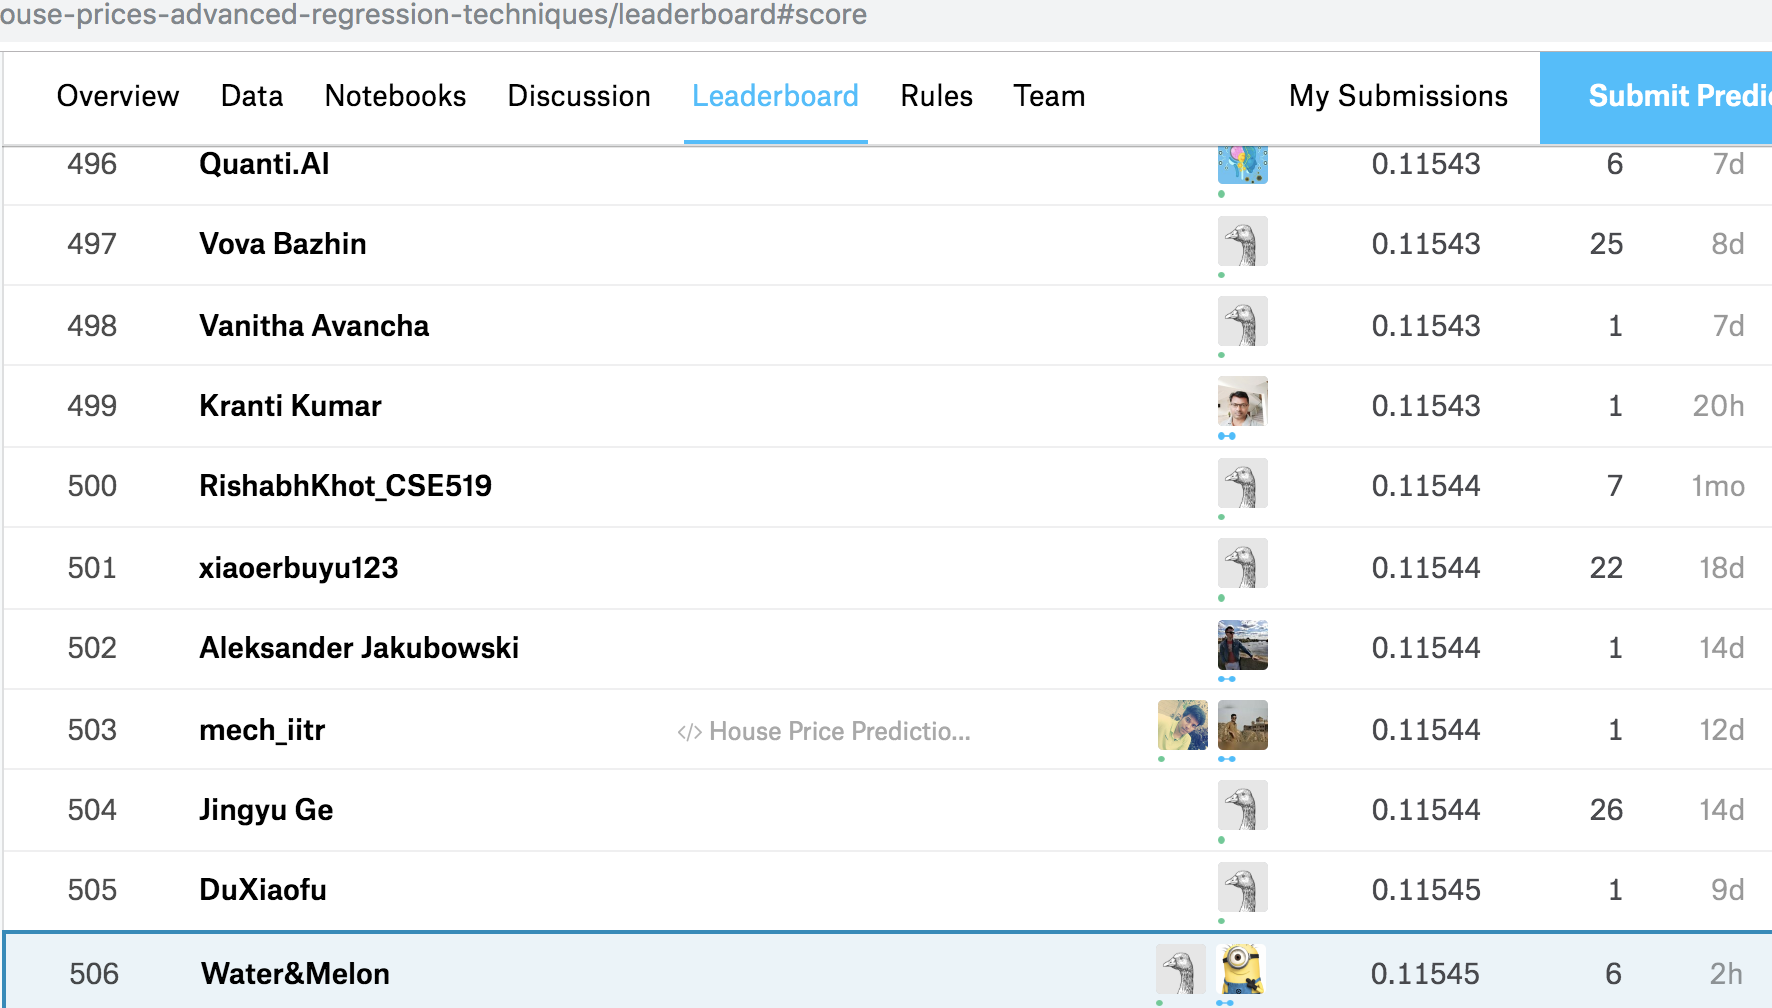 ouse-prices-advanced-regression-techniques/leaderboard#score
Overview Data Notebooks Discussion Leaderboard Rules Team My Submissions Submit Predic
496 Quanti.AI 0.11543 6 7d
497 Vova Bazhin 0.11543 25 8d
498 Vanitha Avancha 0.11543 1 7d
499 Kranti Kumar 0.11543 1 20h
500 RishabhKhot_CSE519 0.11544 7 1mo
501 xiaoerbuyu123 0.11544 22 18d
502 Aleksander Jakubowski 0.11544 1 14d
503 mech_iitr </> House Price Predictio... 0.11544 1 12d
504 Jingyu Ge 0.11544 26 14d
505 DuXiaofu 0.11545 1 9d
506 Water&Melon 0.11545 6 2h